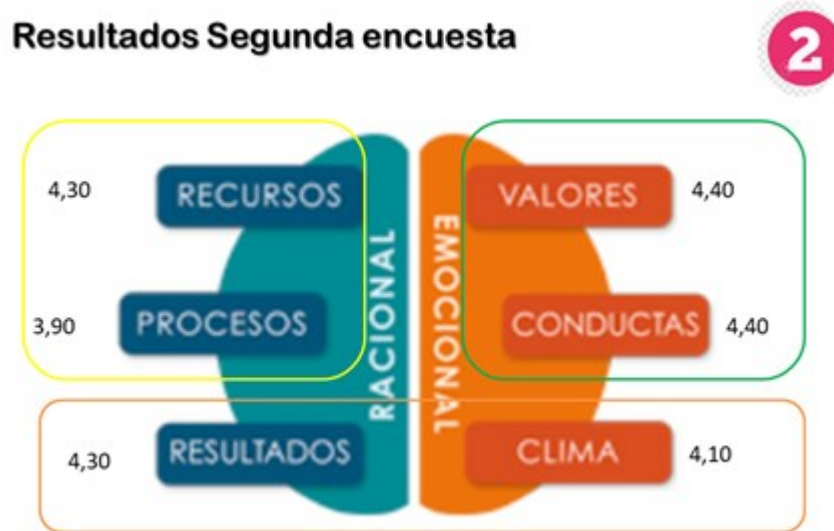 Resultados Segunda encuesta
2
4,30
RECURSOS
VALORES
4,40
RACIONAL
EMOCIONAL
3,90
PROCESOS
CONDUCTAS
4,40
4,30
RESULTADOS
CLIMA
4,10